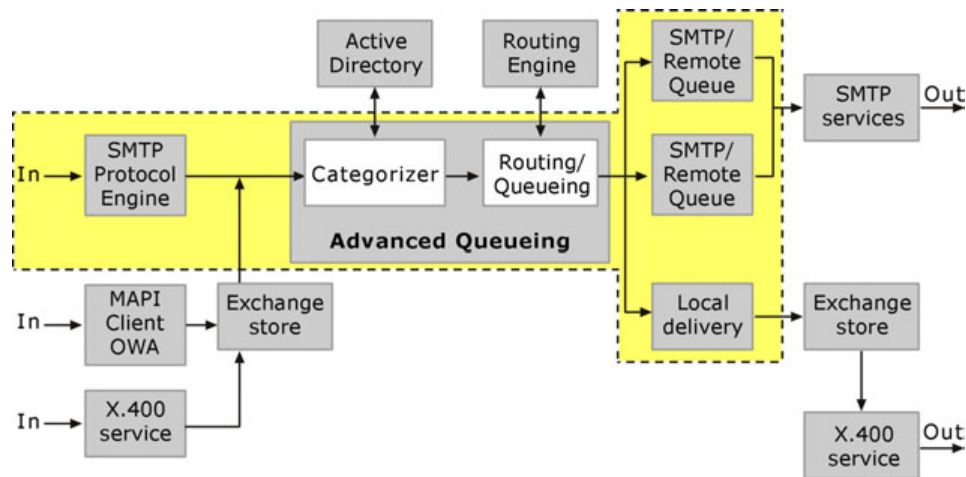 Active
Directory
Routing
Engine
SMTP/
Remote
Queue
SMTP
services
Out
In
SMTP
Protocol
Engine
Categorizer
Routing/
Queueing
SMTP/
Remote
Queue
Advanced Queueing
In
MAPI
Client
OWA
Exchange
store
Local
delivery
Exchange
store
In
X.400
service
X.400
service
Out